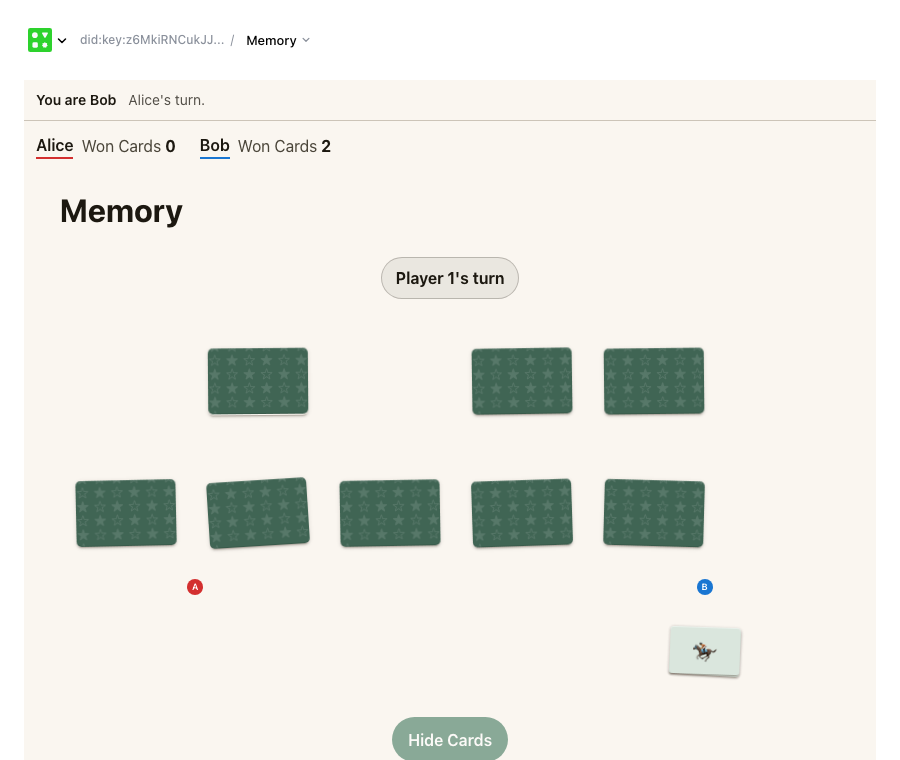 did:key:z6MkiRNCukJJ... / Memory
You are Bob Alice's turn.
Alice Won Cards 0 Bob Won Cards 2
Memory
Player 1's turn
A B
Hide Cards